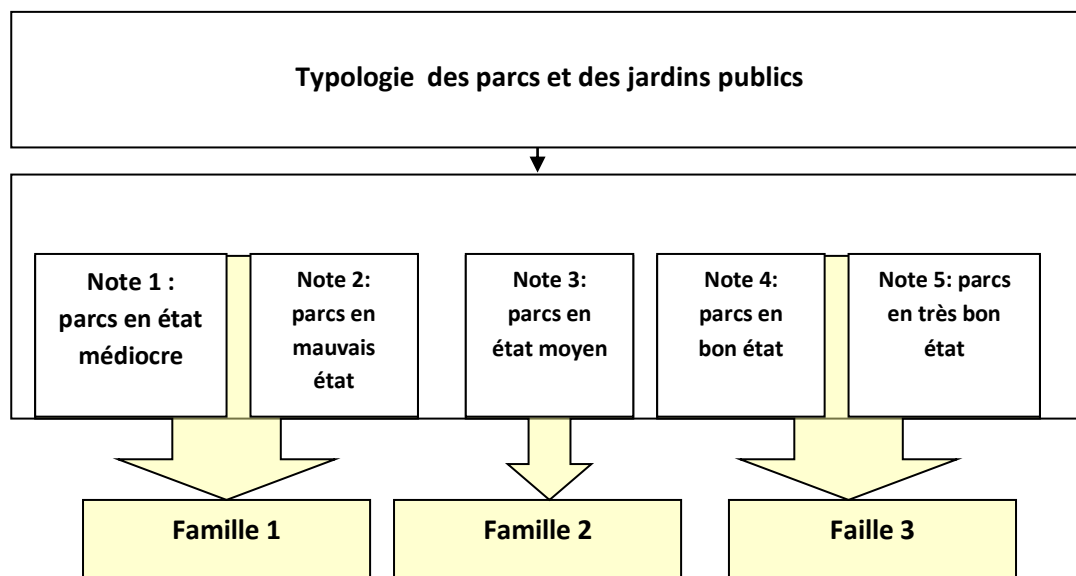 Typologie des parcs et des jardins publics
Note 1 :
parcs en état
médiocre
Note 2:
parcs en
mauvais
état
Note 3:
parcs en
état moyen
Note 4:
parcs en
bon état
Note 5: parcs
en très bon
état
Famille 1
Famille 2
Faille 3